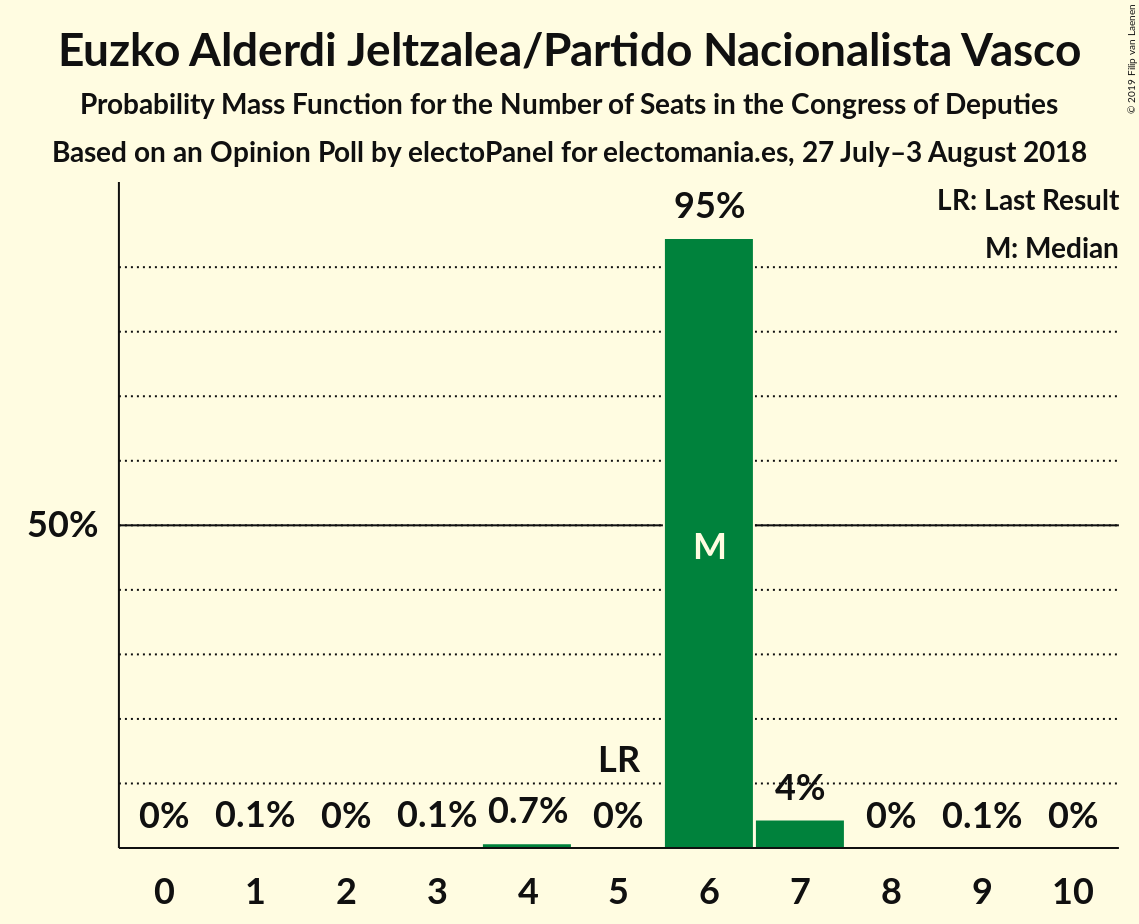 Euzko Alderdi Jeltzalea/Partido Nacionalista Vasco
Probability Mass Function for the Number of Seats in the Congress of Deputies
Based on an Opinion Poll by electoPanel for electomania.es, 27 July–3 August 2018
© 2019 Filip van Laenen
LR: Last Result
M: Median
95%
50%
M
LR
4%
0% 0.1% 0% 0.1% 0.7% 0% 0% 0.1% 0%
0 1 2 3 4 5 6 7 8 9 10